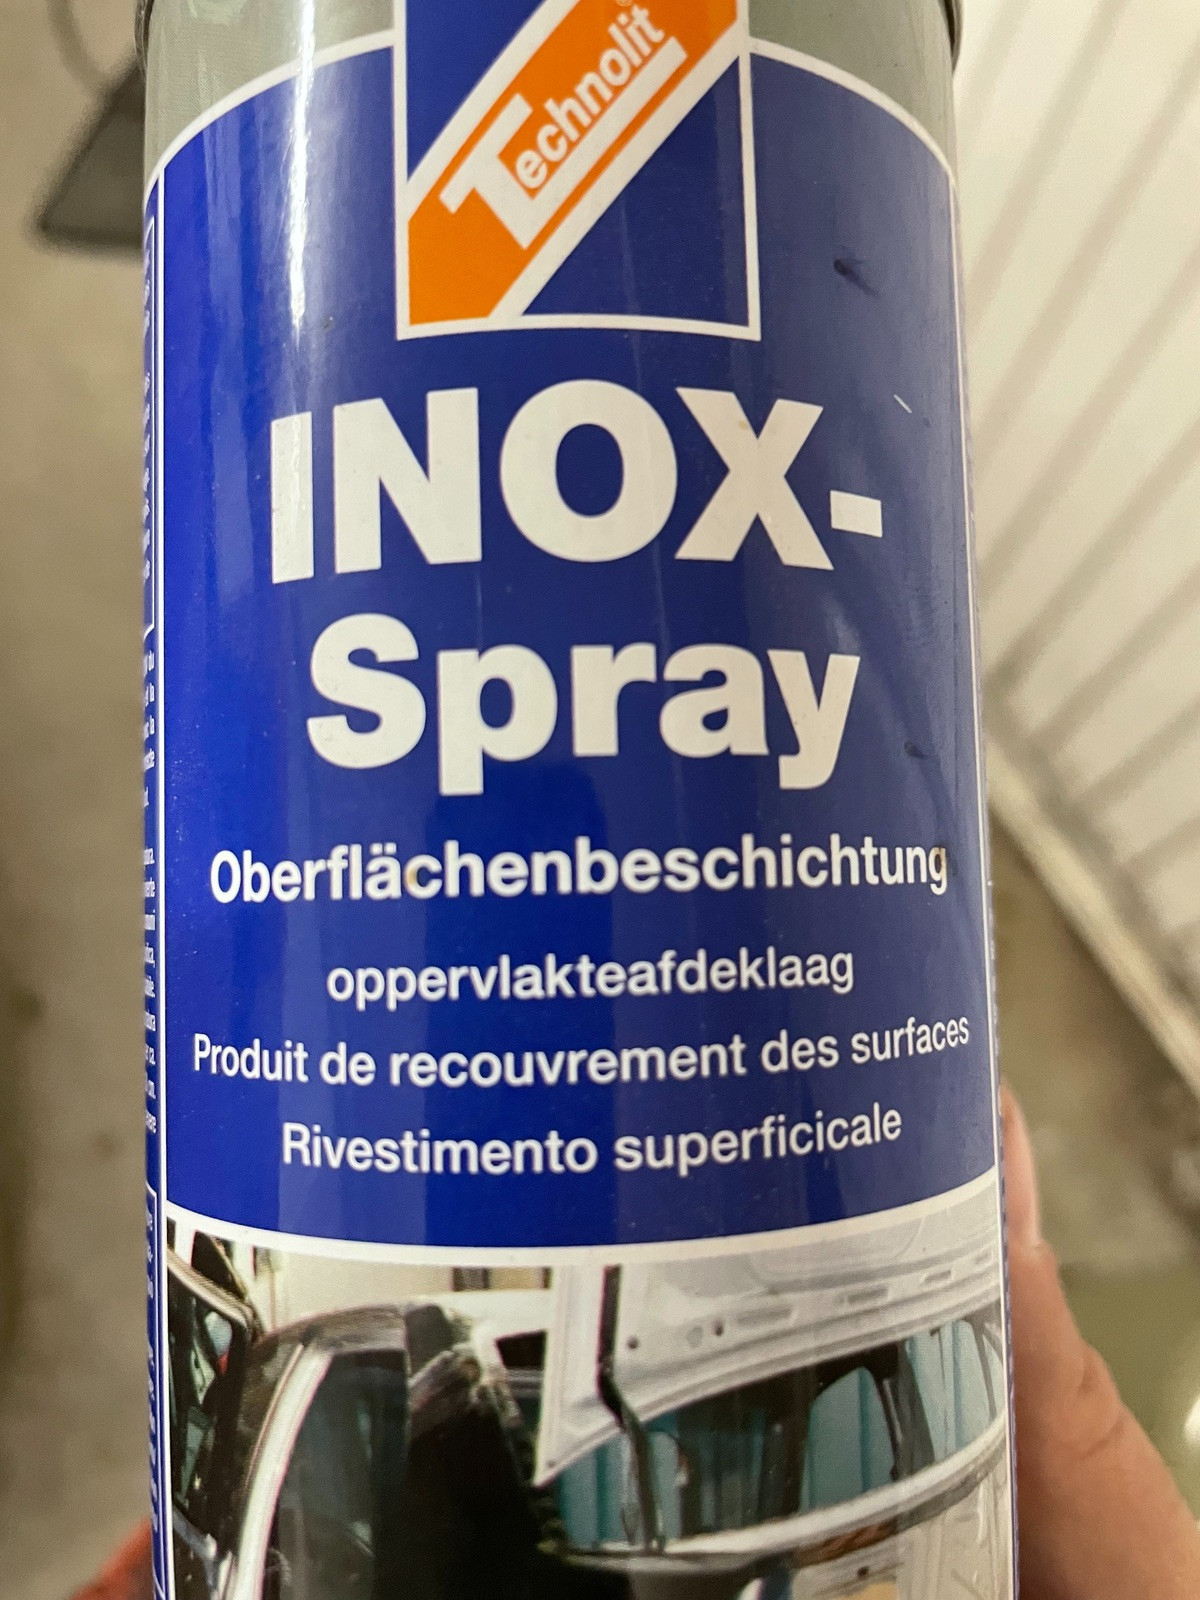 Technolit
INOX-
Spray
Oberflächenbeschichtung
oppervlakteafdeklaag
Produit de recouvrement des surfaces
Rivestimento superficicale